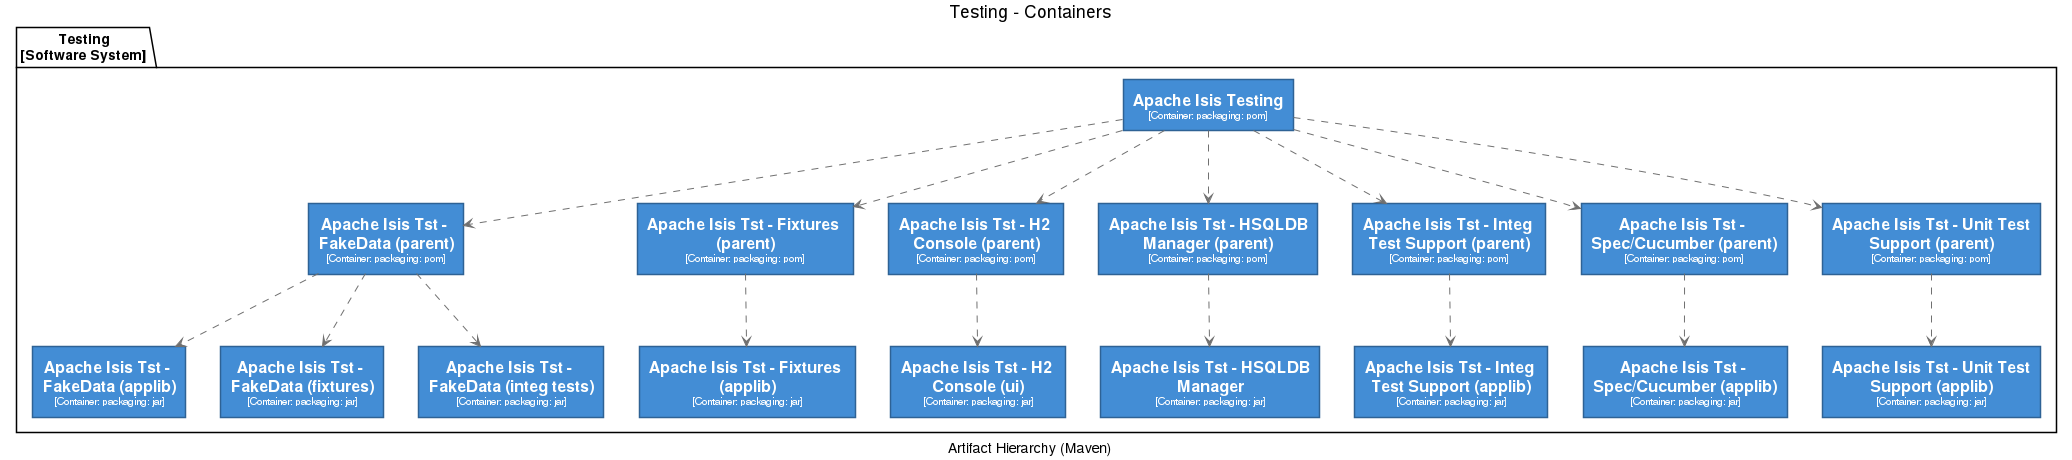 Testing - Containers
Testing
[Software System]
Apache Isis Testing
[Container: packaging: pom]
Apache Isis Tst -
FakeData (parent)
[Container: packaging: pom]
Apache Isis Tst - Fixtures
(parent)
[Container: packaging: pom]
Apache Isis Tst - H2
Console (parent)
[Container: packaging: pom]
Apache Isis Tst - HSQLDB
Manager (parent)
[Container: packaging: pom]
Apache Isis Tst - Integ
Test Support (parent)
[Container: packaging: pom]
Apache Isis Tst -
Spec/Cucumber (parent)
[Container: packaging: pom]
Apache Isis Tst - Unit Test
Support (parent)
[Container: packaging: pom]
Apache Isis Tst -
FakeData (applib)
[Container: packaging: jar]
Apache Isis Tst -
FakeData (fixtures)
[Container: packaging: jar]
Apache Isis Tst -
FakeData (integ tests)
[Container: packaging: jar]
Apache Isis Tst - Fixtures
(applib)
[Container: packaging: jar]
Apache Isis Tst - H2
Console (ui)
[Container: packaging: jar]
Apache Isis Tst - HSQLDB
Manager
[Container: packaging: jar]
Apache Isis Tst - Integ
Test Support (applib)
[Container: packaging: jar]
Apache Isis Tst -
Spec/Cucumber (applib)
[Container: packaging: jar]
Apache Isis Tst - Unit Test
Support (applib)
[Container: packaging: jar]
Artifact Hierarchy (Maven)